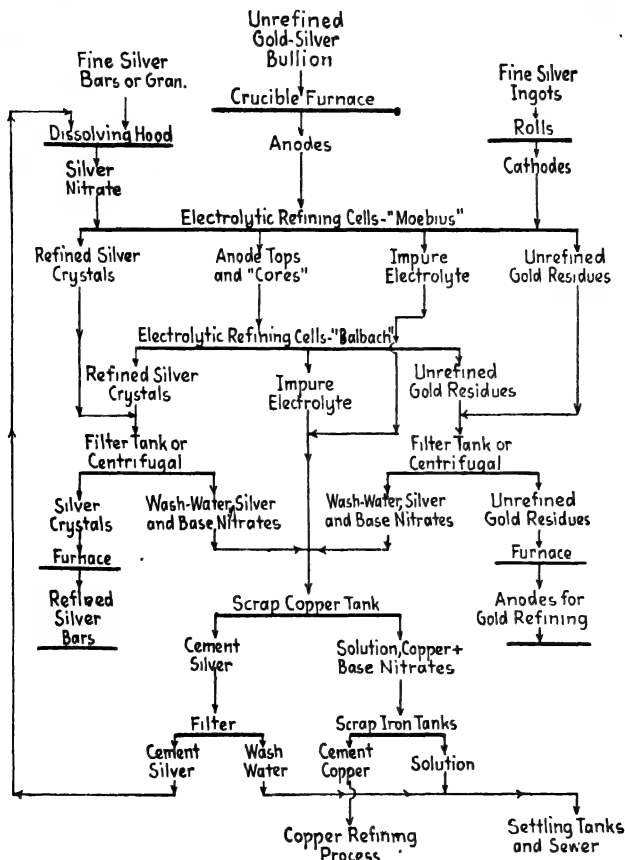 Unrefined
Gold-Silver
Bullion
Fine Silver
Bars or Gran.
Fine Silver
Ingots
Crucible Furnace
Dissolving Hood
Rolls
Anodes
Silver
Nitrate
Cathodes
Electrolytic Refining Cells-"Moebius"
Refined Silver
Crystals
Anode Tops
and "Cores"
Impure
Electrolyte
Unrefined
Gold Residues
Electrolytic Refining Cells-"Balbach"
Refined Silver
Crystals
Impure
Electrolyte
Unrefined
Gold Residues
Filter Tank or
Centrifugal
Filter Tank or
Centrifugal
Silver
Crystals
Wash-Water, Silver
and Base Nitrates
Wash-Water, Silver
and Base Nitrates
Unrefined
Gold Residues
Furnace
Furnace
Refined
Silver
Bars
Scrap Copper Tank
Anodes for
Gold Refining
Cement
Silver
Solution, Copper+
Base Nitrates
Filter
Scrap Iron Tanks
Cement
Silver
Wash
Water
Cement
Copper
Solution
Copper Refining
Process
Settling Tanks
and Sewer